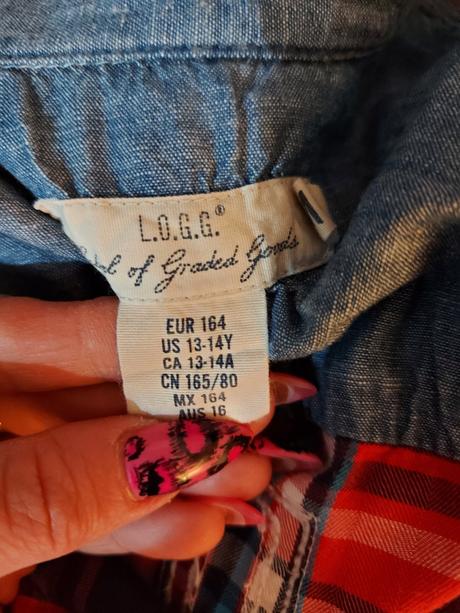 L.O.G.G.®
Label of Graded Goods
EUR 164
US 13-14Y
CA 13-14A
CN 165/80
MX 164
AUS 16